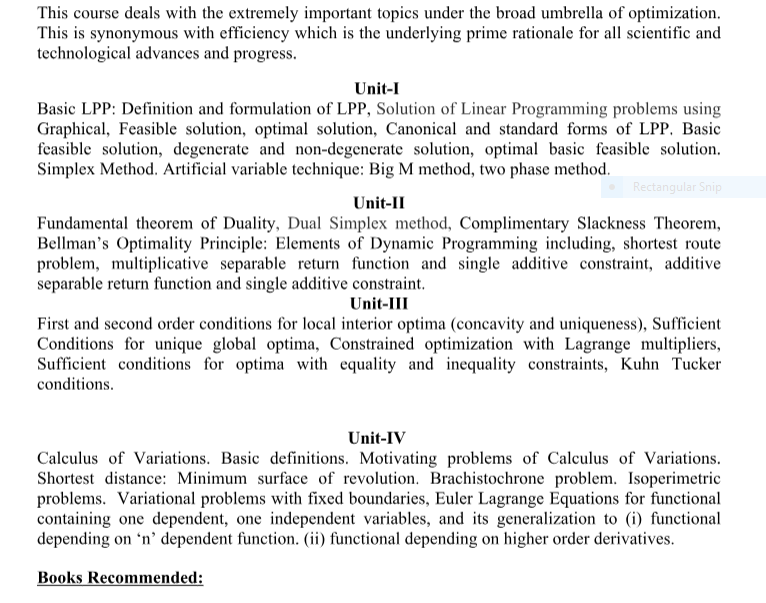 This course deals with the extremely important topics under the broad umbrella of optimization.
This is synonymous with efficiency which is the underlying prime rationale for all scientific and
technological advances and progress.
Unit-I
Basic LPP: Definition and formulation of LPP, Solution of Linear Programming problems using
Graphical, Feasible solution, optimal solution, Canonical and standard forms of LPP. Basic
feasible solution, degenerate and non-degenerate solution, optimal basic feasible solution.
Simplex Method. Artificial variable technique: Big M method, two phase method.
Rectangular Snip
Unit-II
Fundamental theorem of Duality, Dual Simplex method, Complimentary Slackness Theorem,
Bellman's Optimality Principle: Elements of Dynamic Programming including, shortest route
problem, multiplicative separable return function and single additive constraint, additive
separable return function and single additive constraint.
Unit-III
First and second order conditions for local interior optima (concavity and uniqueness), Sufficient
Conditions for unique global optima, Constrained optimization with Lagrange multipliers,
Sufficient conditions for optima with equality and inequality constraints, Kuhn Tucker
conditions.
Unit-IV
Calculus of Variations. Basic definitions. Motivating problems of Calculus of Variations.
Shortest distance: Minimum surface of revolution. Brachistochrone problem. Isoperimetric
problems. Variational problems with fixed boundaries, Euler Lagrange Equations for functional
containing one dependent, one independent variables, and its generalization to (i) functional
depending on ‘n’ dependent function. (ii) functional depending on higher order derivatives.
Books Recommended: